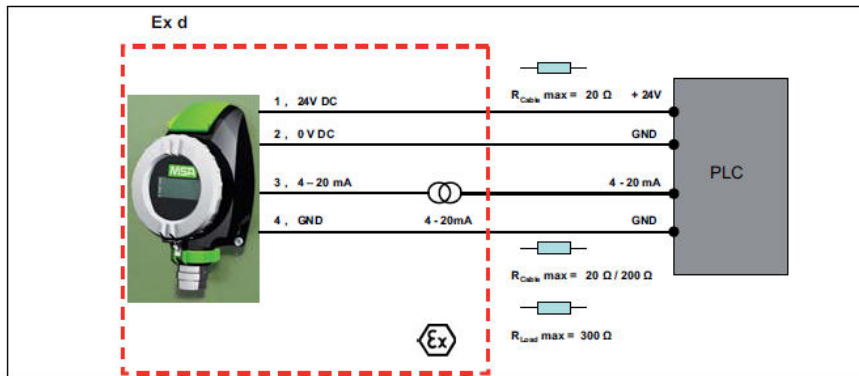 Ex d
1 , 24V DC
R Cable max = 20 Ω + 24V
2 , 0 V DC
GND
MSA
3 , 4 – 20 mA
4 - 20 mA
PLC
4 , GND
4 - 20mA
GND
R Cable max = 20 Ω / 200 Ω
R Load max = 300 Ω
Ex